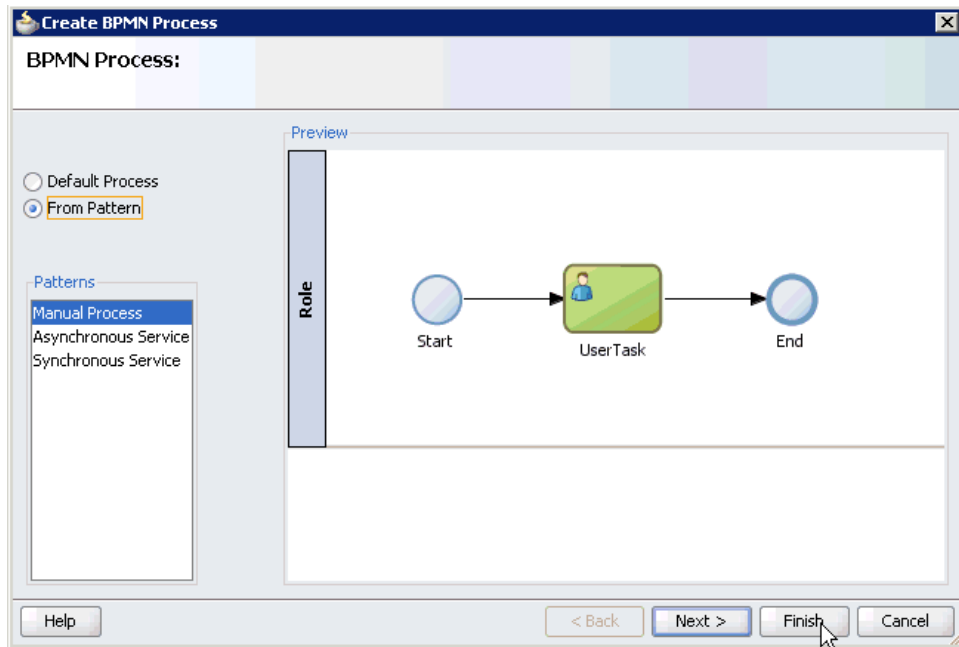 Create BPMN Process
BPMN Process:
Default Process
From Pattern
Patterns
Manual Process
Asynchronous Service
Synchronous Service
Preview
Role
Start
UserTask
End
Help
< Back
Next >
Finish
Cancel